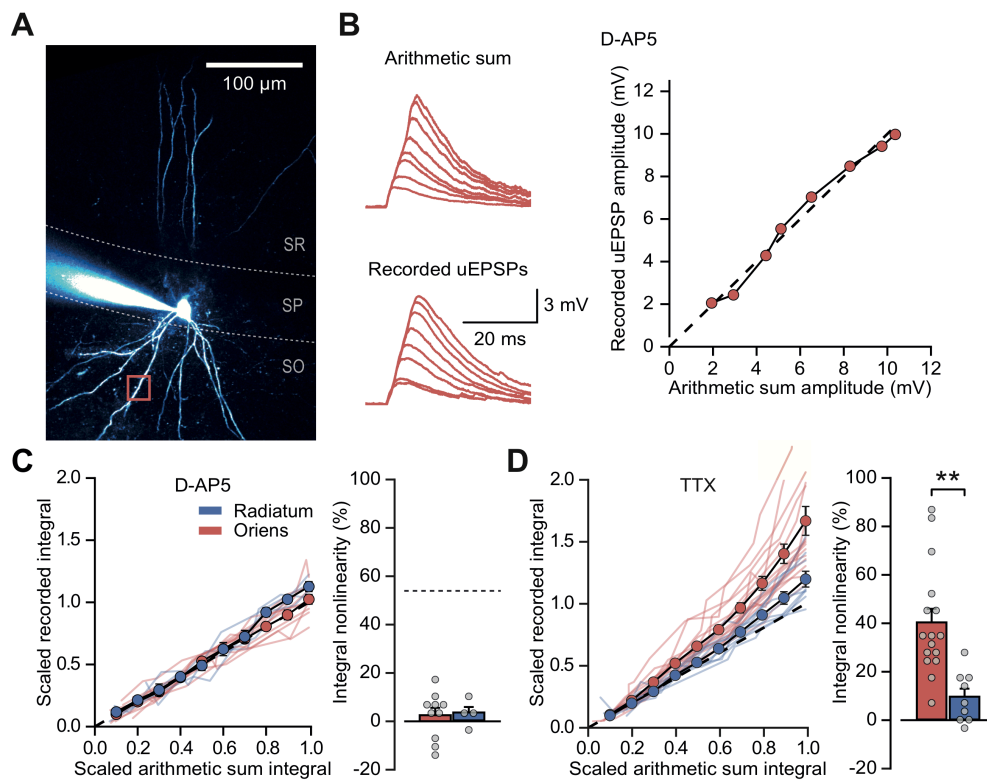 A
100 µm
SR
SP
SO
B
Arithmetic sum
Recorded uEPSPs
3 mV
20 ms
D-AP5
Recorded uEPSP amplitude (mV)
12
10
8
6
4
2
0
0 2 4 6 8 10 12
Arithmetic sum amplitude (mV)
C
D-AP5
Radiatum
Oriens
Scaled recorded integral
2.0
1.5
1.0
0.5
0.0
0.0 0.2 0.4 0.6 0.8 1.0
Scaled arithmetic sum integral
Integral nonlinearity (%)
100
80
60
40
20
0
-20
D
TTX
Scaled recorded integral
2.0
1.5
1.0
0.5
0.0
0.0 0.2 0.4 0.6 0.8 1.0
Scaled arithmetic sum integral
Integral nonlinearity (%)
100
80
60
40
20
0
-20
**